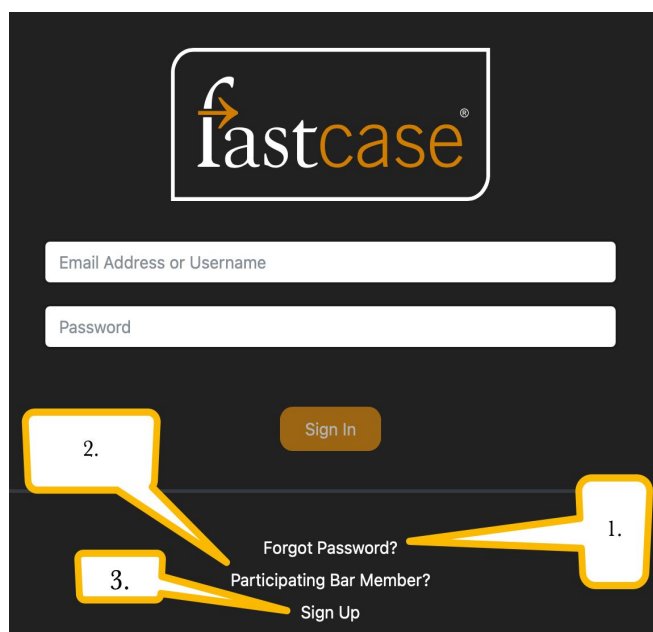 fastcase®
Email Address or Username
Password
Sign In
2.
1.
Forgot Password?
3.
Participating Bar Member?
Sign Up